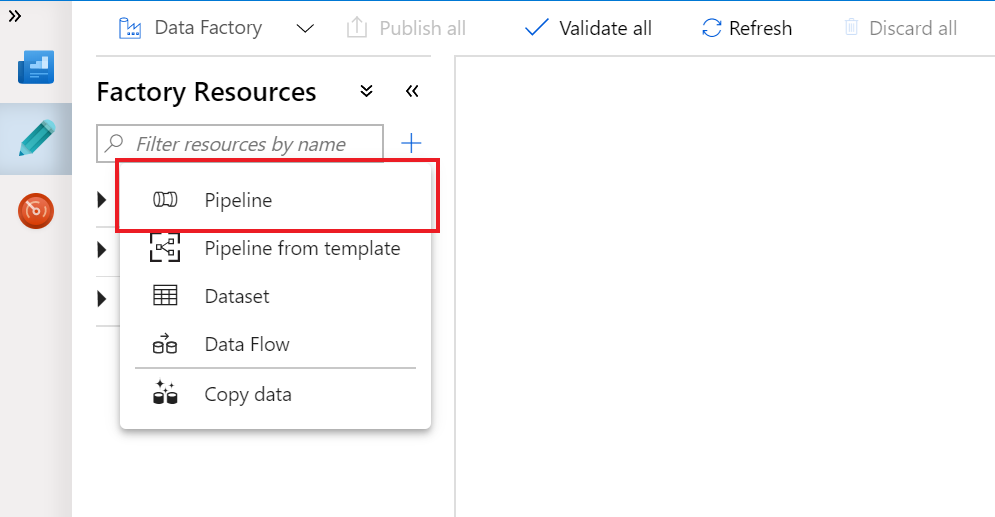 Data Factory Publish all Validate all Refresh Discard all
Factory Resources
Filter resources by name
Pipeline
Pipeline from template
Dataset
Data Flow
Copy data